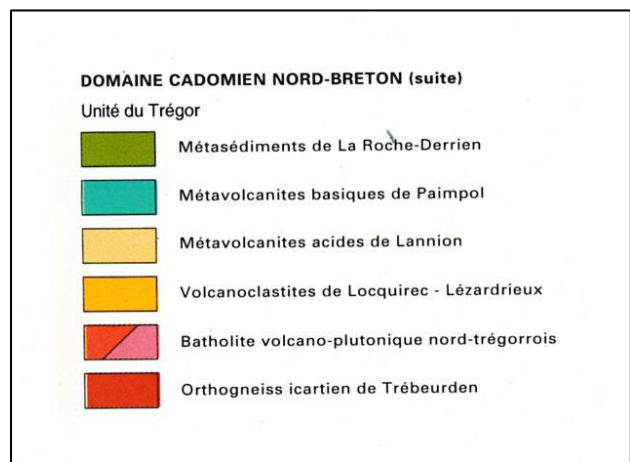 DOMAINE CADOMIEN NORD-BRETON (suite)
Unité du Trégor
Métasédiments de La Roche-Derrien
Métavolcanites basiques de Paimpol
Métavolcanites acides de Lannion
Volcanoclastites de Locquirec - Lézardrieux
Batholite volcano-plutonique nord-trégorrois
Orthogneiss icartien de Trébeurden